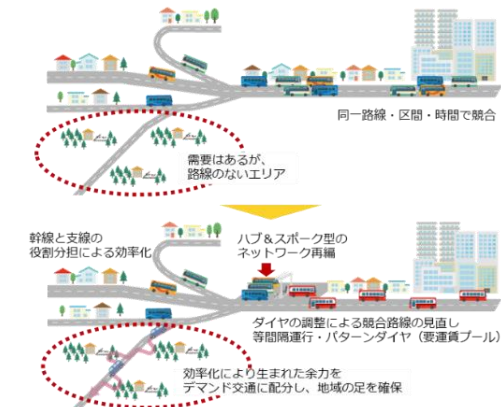 同一路線・区間・時間で競合
需要はあるが、
路線のないエリア
幹線と支線の
役割分担による効率化
ハブ＆スポーク型の
ネットワーク再編
ダイヤの調整による競合路線の見直し
等間隔運行・パターンダイヤ（要運賃プール）
効率化により生まれた余力を
デマンド交通に配分し、地域の足を確保